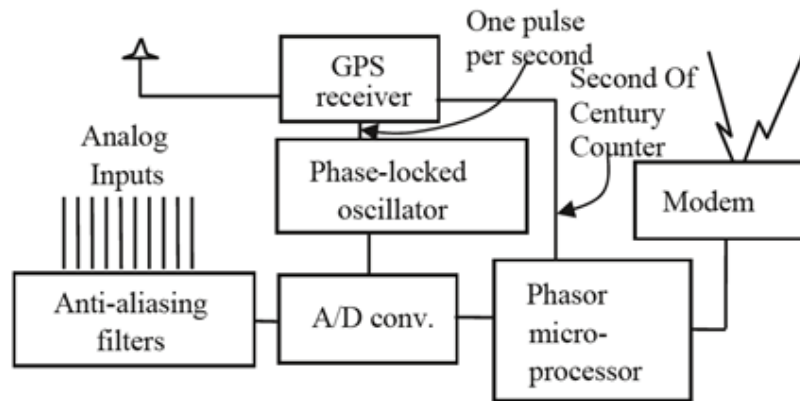 One pulse
per second
GPS
receiver
Second Of
Century
Counter
Analog
Inputs
Phase-locked
oscillator
Modem
Anti-aliasing
filters
A/D conv.
Phasor
micro-
processor